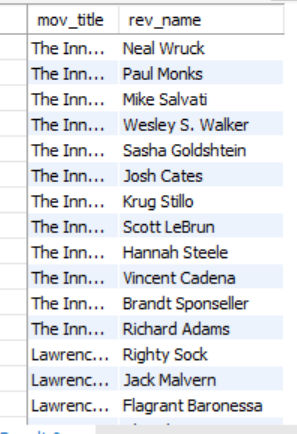 mov_title rev_name
The Inn... Neal Wruck
The Inn... Paul Monks
The Inn... Mike Salvati
The Inn... Wesley S. Walker
The Inn... Sasha Goldshtein
The Inn... Josh Cates
The Inn... Krug Stillo
The Inn... Scott LeBrun
The Inn... Hannah Steele
The Inn... Vincent Cadena
The Inn... Brandt Sponseller
The Inn... Richard Adams
Lawrenc... Righty Sock
Lawrenc... Jack Malvern
Lawrenc... Flagrant Baronessa